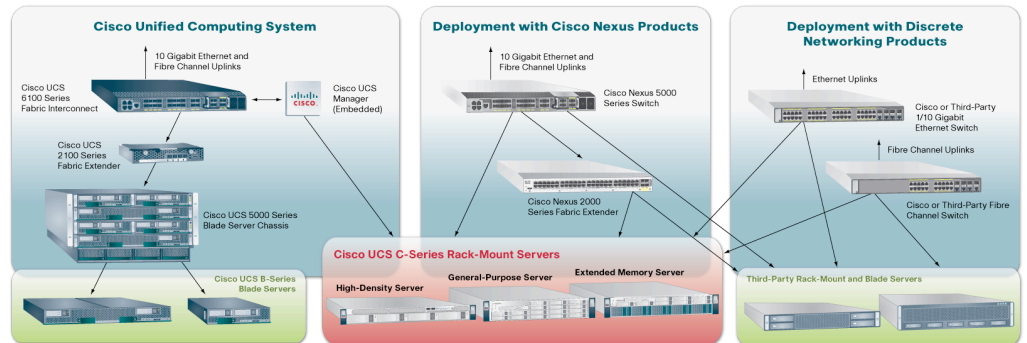 Cisco Unified Computing System
10 Gigabit Ethernet and
Fibre Channel Uplinks
Cisco UCS
6100 Series
Fabric Interconnect
CISCO.
Cisco UCS
Manager
(Embedded)
Cisco UCS
2100 Series
Fabric Extender
Cisco UCS 5000 Series
Blade Server Chassis
Cisco UCS B-Series
Blade Servers
Deployment with Cisco Nexus Products
10 Gigabit Ethernet and
Fibre Channel Uplinks
Cisco Nexus 5000
Series Switch
Cisco Nexus 2000
Series Fabric Extender
Cisco UCS C-Series Rack-Mount Servers
High-Density Server
General-Purpose Server
Extended Memory Server
Deployment with Discrete
Networking Products
Ethernet Uplinks
Cisco or Third-Party
1/10 Gigabit
Ethernet Switch
Fibre Channel Uplinks
Cisco or Third-Party Fibre
Channel Switch
Third-Party Rack-Mount and Blade Servers